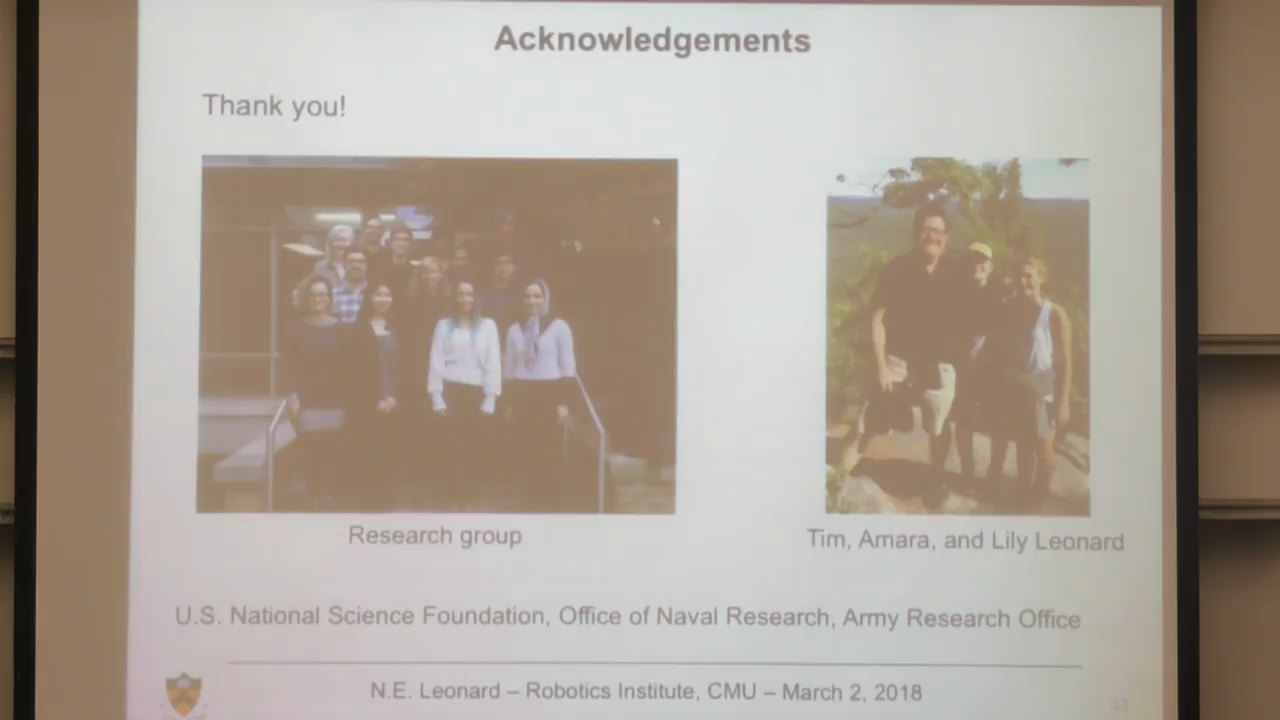 Acknowledgements
Thank you!
Research group
Tim, Amara, and Lily Leonard
U.S. National Science Foundation, Office of Naval Research, Army Research Office
N.E. Leonard – Robotics Institute, CMU – March 2, 2018
33